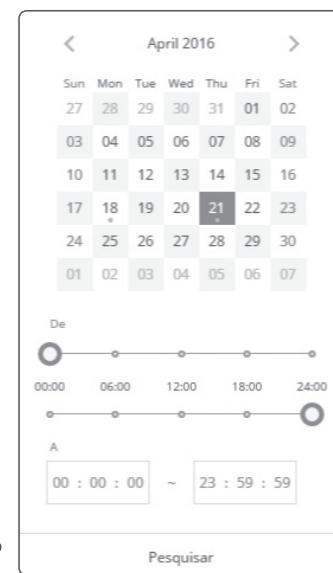 < April 2016 >
Sun Mon Tue Wed Thu Fri Sat
27 28 29 30 31 01 02
03 04 05 06 07 08 09
10 11 12 13 14 15 16
17 18 19 20 21 22 23
24 25 26 27 28 29 30
01 02 03 04 05 06 07
De
00:00 06:00 12:00 18:00 24:00
A
00 : 00 : 00 ~ 23 : 59 : 59
Pesquisar